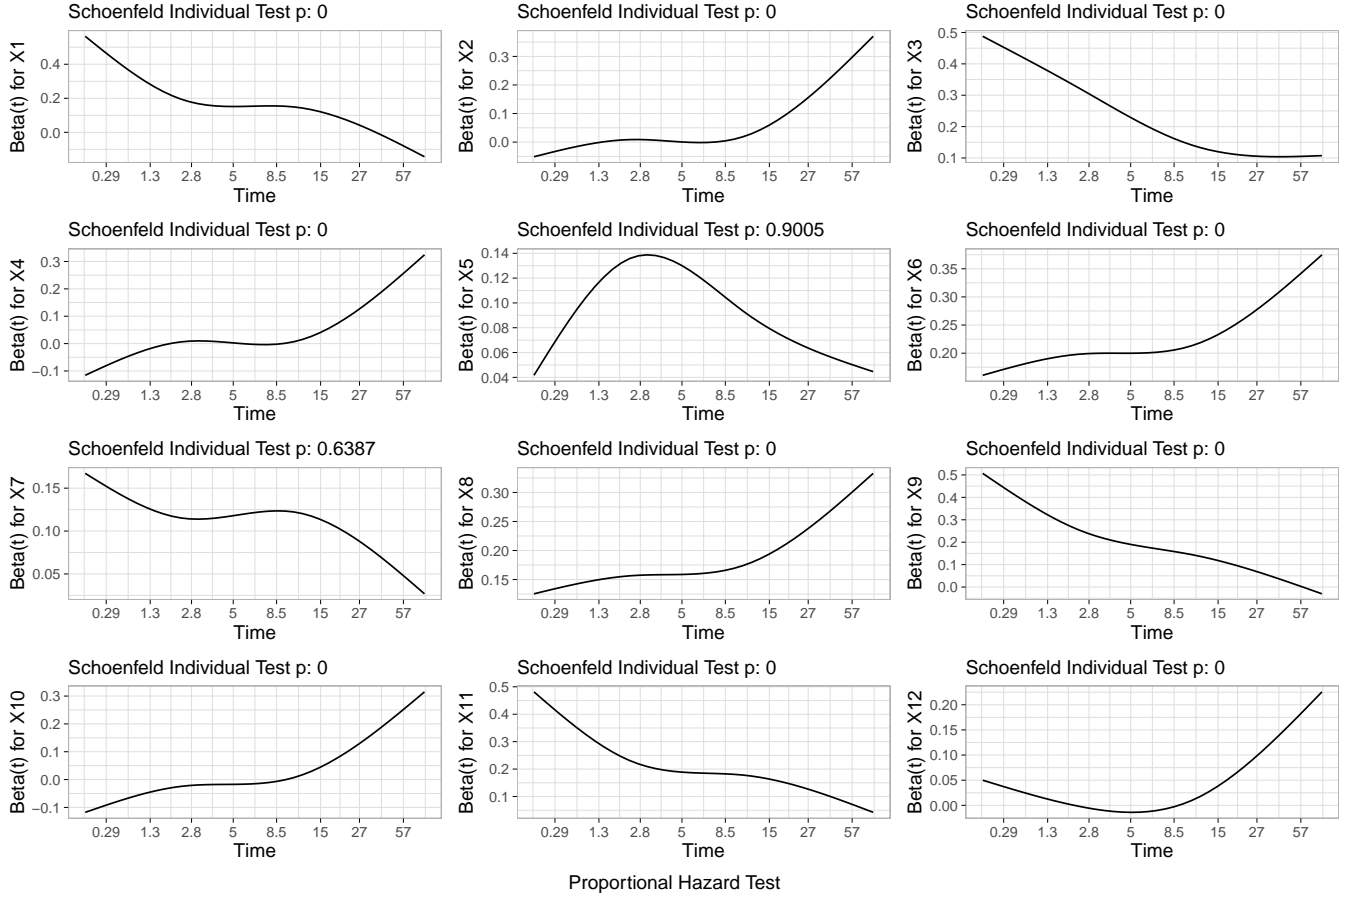 Schoenfeld Individual Test p: 0
Beta(t) for X1
0.4
0.2
0.0
0.29 1.3 2.8 5 8.5 15 27 57
Time
Schoenfeld Individual Test p: 0
Beta(t) for X2
0.3
0.2
0.1
0.0
0.29 1.3 2.8 5 8.5 15 27 57
Time
Schoenfeld Individual Test p: 0
Beta(t) for X3
0.5
0.4
0.3
0.2
0.1
0.29 1.3 2.8 5 8.5 15 27 57
Time
Schoenfeld Individual Test p: 0
Beta(t) for X4
0.3
0.2
0.1
0.0
−0.1
0.29 1.3 2.8 5 8.5 15 27 57
Time
Schoenfeld Individual Test p: 0.9005
Beta(t) for X5
0.14
0.12
0.10
0.08
0.06
0.04
0.29 1.3 2.8 5 8.5 15 27 57
Time
Schoenfeld Individual Test p: 0
Beta(t) for X6
0.35
0.30
0.25
0.20
0.29 1.3 2.8 5 8.5 15 27 57
Time
Schoenfeld Individual Test p: 0.6387
Beta(t) for X7
0.15
0.10
0.05
0.29 1.3 2.8 5 8.5 15 27 57
Time
Schoenfeld Individual Test p: 0
Beta(t) for X8
0.30
0.25
0.20
0.15
0.29 1.3 2.8 5 8.5 15 27 57
Time
Schoenfeld Individual Test p: 0
Beta(t) for X9
0.5
0.4
0.3
0.2
0.1
0.0
0.29 1.3 2.8 5 8.5 15 27 57
Time
Schoenfeld Individual Test p: 0
Beta(t) for X10
0.3
0.2
0.1
0.0
−0.1
0.29 1.3 2.8 5 8.5 15 27 57
Time
Schoenfeld Individual Test p: 0
Beta(t) for X11
0.5
0.4
0.3
0.2
0.1
0.29 1.3 2.8 5 8.5 15 27 57
Time
Schoenfeld Individual Test p: 0
Beta(t) for X12
0.20
0.15
0.10
0.05
0.00
0.29 1.3 2.8 5 8.5 15 27 57
Time
Proportional Hazard Test